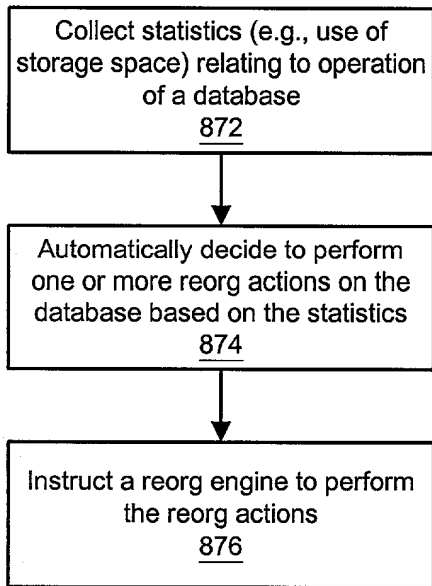 Collect statistics (e.g., use of
storage space) relating to operation
of a database
872
Automatically decide to perform
one or more reorg actions on the
database based on the statistics
874
Instruct a reorg engine to perform
the reorg actions
876